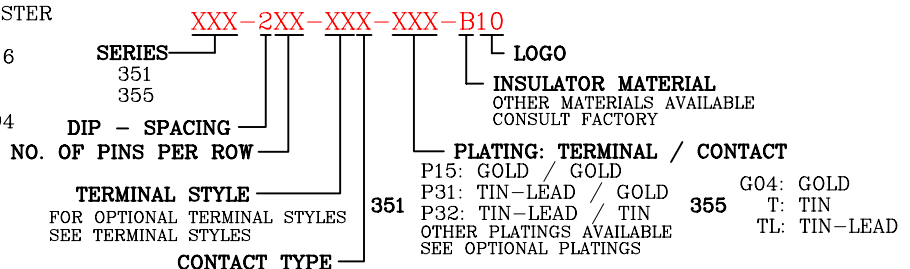 STER
XXX-2XX-XXX-XXX-B10
6
SERIES
351
355
LOGO
INSULATOR MATERIAL
OTHER MATERIALS AVAILABLE
CONSULT FACTORY
DIP - SPACING
NO. OF PINS PER ROW
PLATING: TERMINAL / CONTACT
351
P15: GOLD / GOLD
P31: TIN-LEAD / GOLD
P32: TIN-LEAD / TIN
OTHER PLATINGS AVAILABLE
SEE OPTIONAL PLATINGS
355
G04: GOLD
T: TIN
TL: TIN-LEAD
TERMINAL STYLE
FOR OPTIONAL TERMINAL STYLES
SEE TERMINAL STYLES
CONTACT TYPE